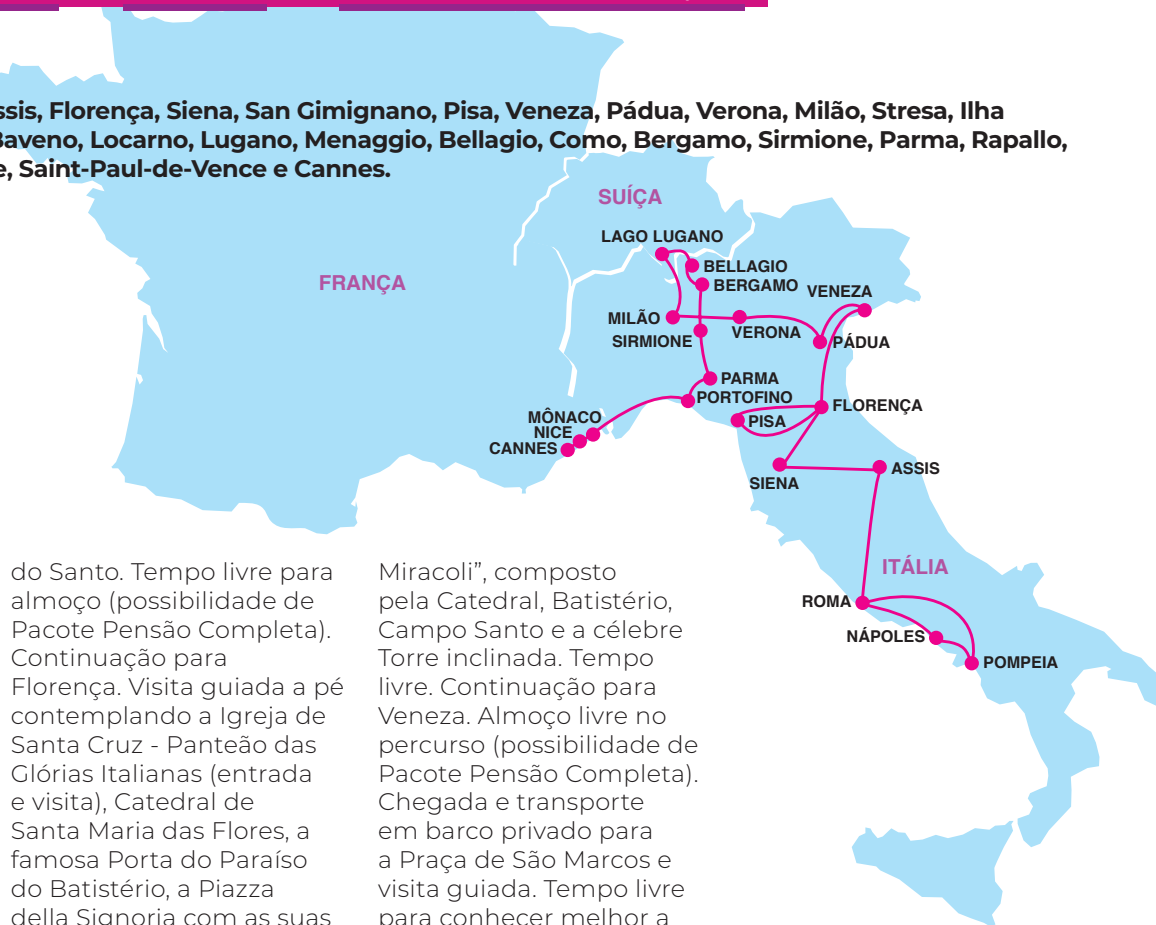 Florença, Siena, San Gimignano, Pisa, Veneza, Pádua, Verona, Milão, Stresa, Ilha
Baveno, Locarno, Lugano, Menaggio, Bellagio, Como, Bergamo, Sirmione, Parma, Rapallo,
Saint-Paul-de-Vence e Cannes.
SUÍÇA
LAGO LUGANO
BELLAGIO
FRANÇA
BERGAMO
VENEZA
MILÃO
VERONA
SIRMIONE
PÁDUA
PARMA
PORTOFINO
FLORENÇA
MÔNACO
PISA
NICE
CANNES
ASSIS
SIENA
ITÁLIA
ROMA
NÁPOLES
POMPEIA
do Santo. Tempo livre para
almoço (possibilidade de
Pacote Pensão Completa).
Continuação para
Florença. Visita guiada a pé
contemplando a Igreja de
Santa Cruz - Panteão das
Glórias Italianas (entrada
e visita), Catedral de
Santa Maria das Flores, a
famosa Porta do Paraíso
do Batistério, a Piazza
della Signoria com as suas
Miracoli”, composto
pela Catedral, Batistério,
Campo Santo e a célebre
Torre inclinada. Tempo
livre. Continuação para
Veneza. Almoço livre no
percurso (possibilidade de
Pacote Pensão Completa).
Chegada e transporte
em barco privado para
a Praça de São Marcos e
visita guiada. Tempo livre
para conhecer melhor a